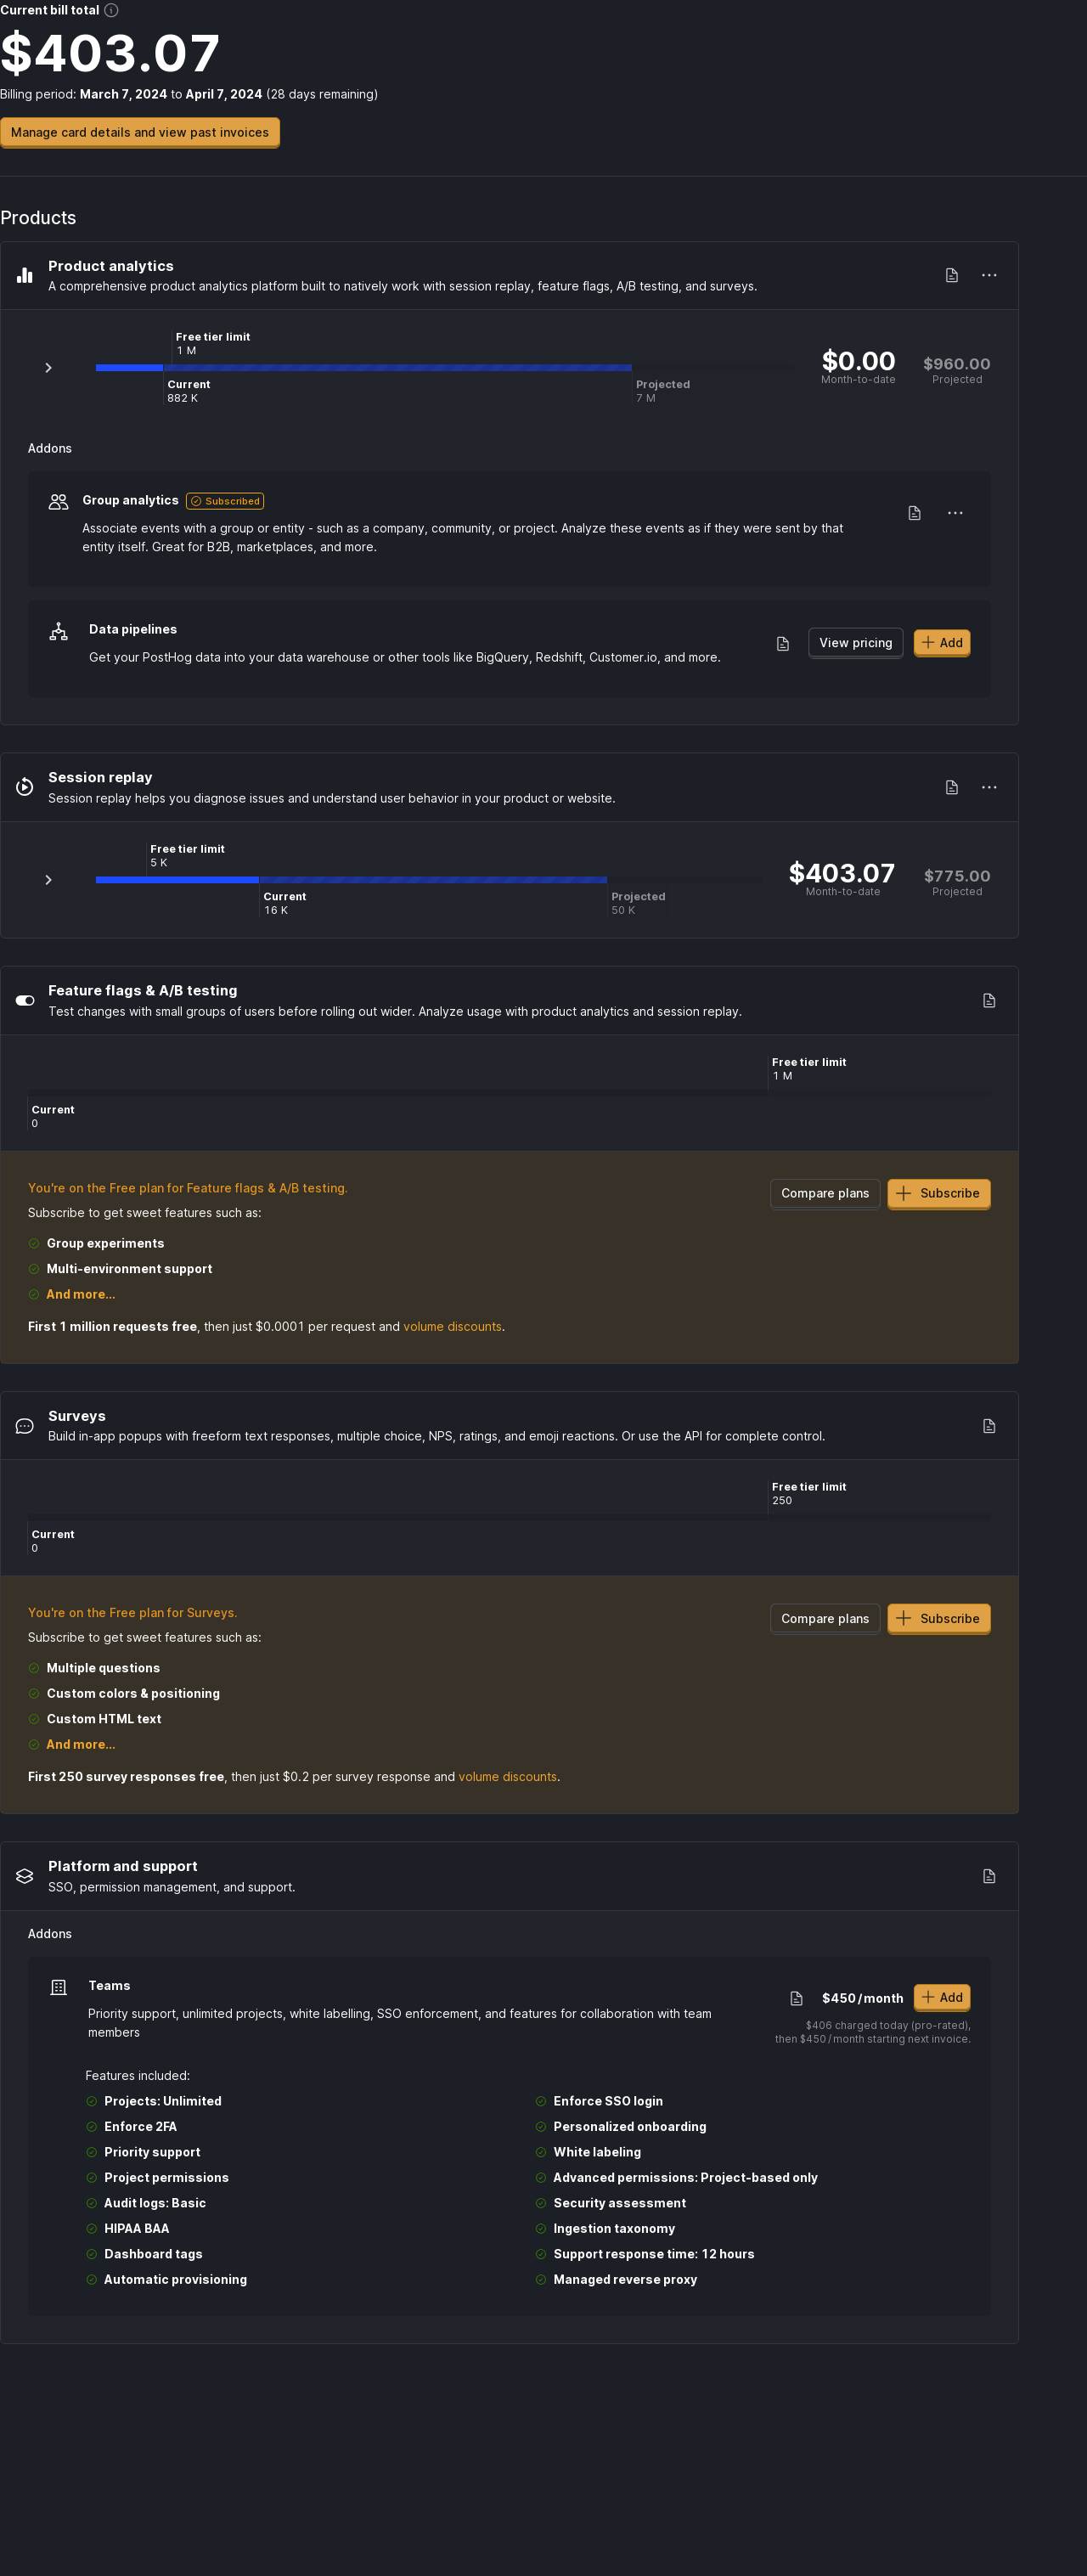 Current bill total
$403.07
Billing period: March 7, 2024 to April 7, 2024 (28 days remaining)
Manage card details and view past invoices
Products
Product analytics
A comprehensive product analytics platform built to natively work with session replay, feature flags, A/B testing, and surveys.
Free tier limit
1 M
Current
882 K
Projected
7 M
$0.00
Month-to-date
$960.00
Projected
Addons
Group analytics Subscribed
Associate events with a group or entity - such as a company, community, or project. Analyze these events as if they were sent by that
entity itself. Great for B2B, marketplaces, and more.
Data pipelines
Get your PostHog data into your data warehouse or other tools like BigQuery, Redshift, Customer.io, and more.
View pricing
Add
Session replay
Session replay helps you diagnose issues and understand user behavior in your product or website.
Free tier limit
5 K
Current
16 K
Projected
50 K
$403.07
Month-to-date
$775.00
Projected
Feature flags & A/B testing
Test changes with small groups of users before rolling out wider. Analyze usage with product analytics and session replay.
Free tier limit
1 M
Current
0
You're on the Free plan for Feature flags & A/B testing.
Compare plans
Subscribe
Subscribe to get sweet features such as:
Group experiments
Multi-environment support
And more...
First 1 million requests free, then just $0.0001 per request and volume discounts.
Surveys
Build in-app popups with freeform text responses, multiple choice, NPS, ratings, and emoji reactions. Or use the API for complete control.
Free tier limit
250
Current
0
You're on the Free plan for Surveys.
Compare plans
Subscribe
Subscribe to get sweet features such as:
Multiple questions
Custom colors & positioning
Custom HTML text
And more...
First 250 survey responses free, then just $0.2 per survey response and volume discounts.
Platform and support
SSO, permission management, and support.
Addons
Teams
Priority support, unlimited projects, white labelling, SSO enforcement, and features for collaboration with team
members
$450/month
Add
$406 charged today (pro-rated),
then $450/month starting next invoice.
Features included:
Projects: Unlimited
Enforce 2FA
Priority support
Project permissions
Audit logs: Basic
HIPAA BAA
Dashboard tags
Automatic provisioning
Enforce SSO login
Personalized onboarding
White labeling
Advanced permissions: Project-based only
Security assessment
Ingestion taxonomy
Support response time: 12 hours
Managed reverse proxy